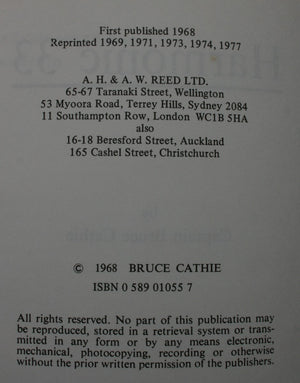 First published 1968
Reprinted 1969, 1971, 1973, 1974, 1977
A. H. & A. W. REED LTD.
65-67 Taranaki Street, Wellington
53 Myoora Road, Terrey Hills, Sydney 2084
11 Southampton Row, London WC1B 5HA
also
16-18 Beresford Street, Auckland
165 Cashel Street, Christchurch
© 1968 BRUCE CATHIE
ISBN 0 589 01055 7
All rights reserved. No part of this publication may
be reproduced, stored in a retrieval system or trans-
mitted in any form or by any means electronic,
mechanical, photocopying, recording or otherwise
without the prior written permission of the publishers.